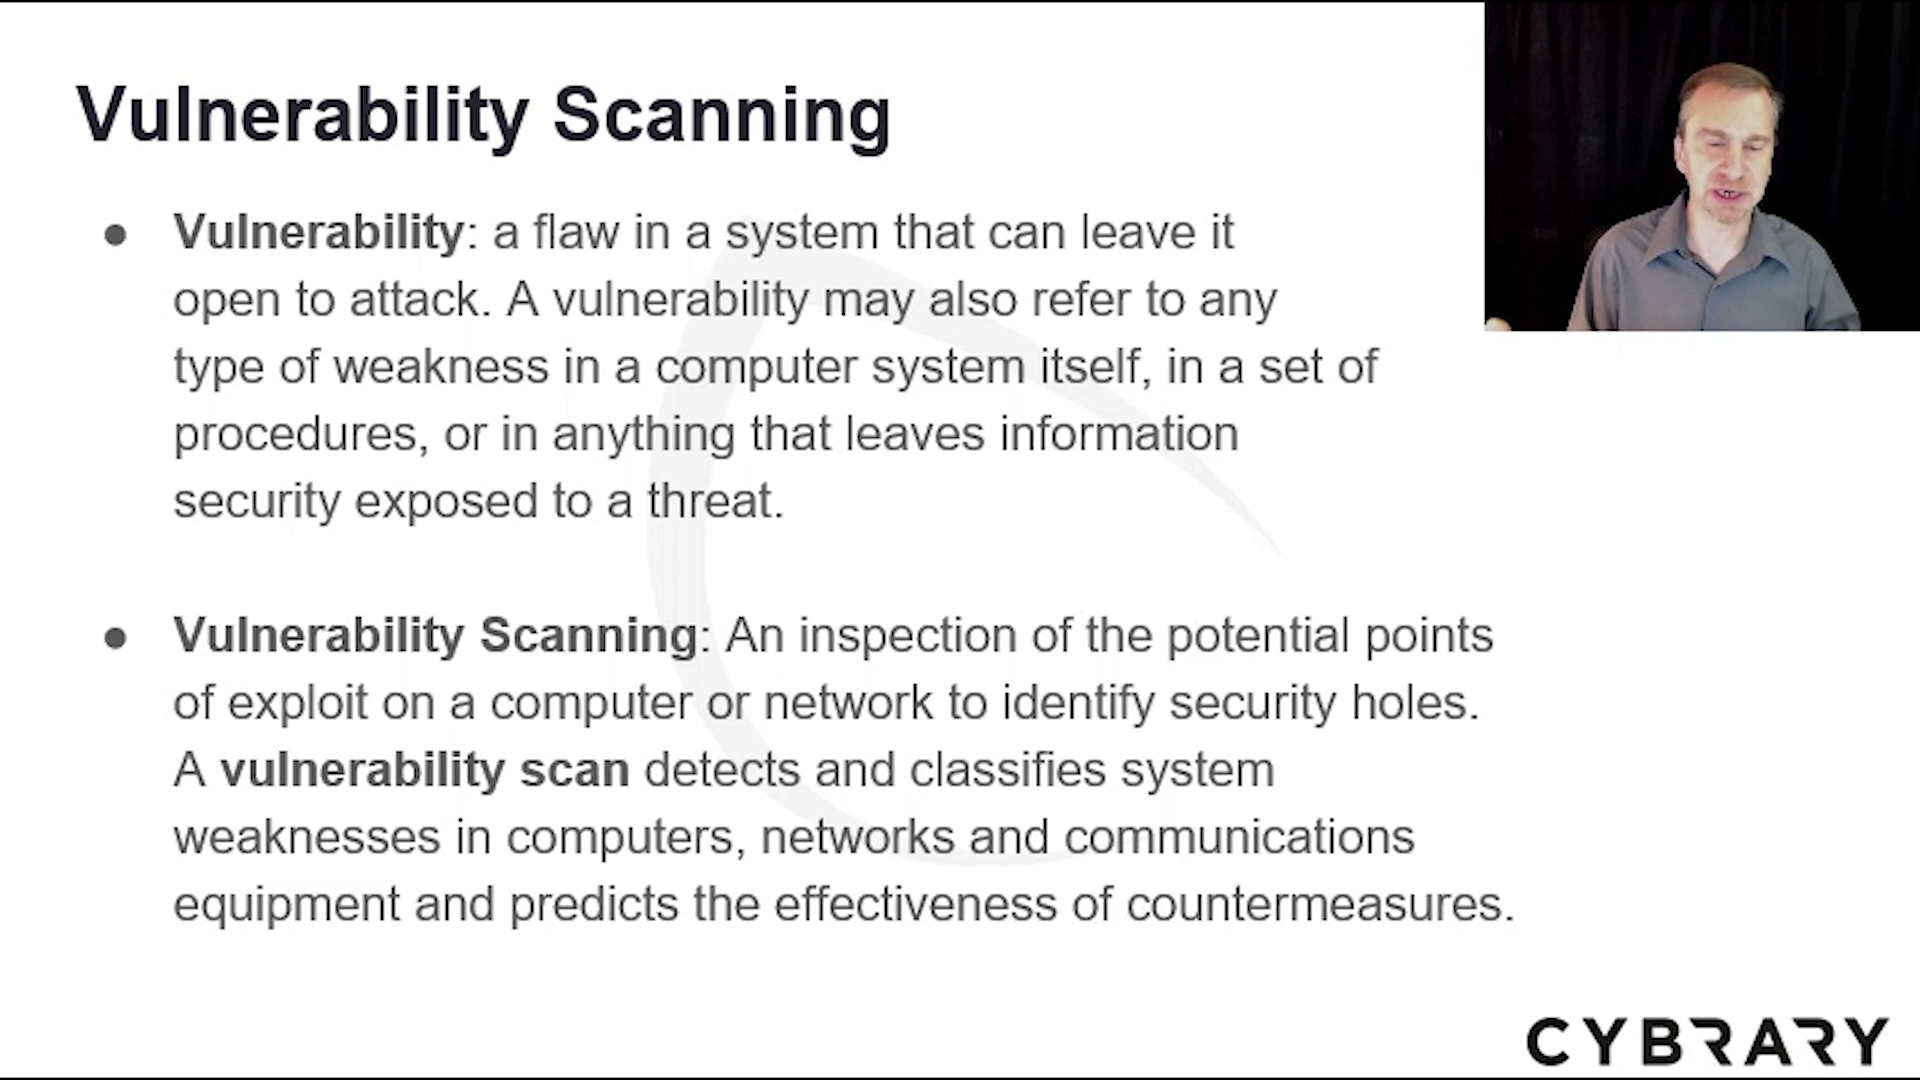 Vulnerability Scanning
● Vulnerability: a flaw in a system that can leave it
open to attack. A vulnerability may also refer to any
type of weakness in a computer system itself, in a set of
procedures, or in anything that leaves information
security exposed to a threat.
● Vulnerability Scanning: An inspection of the potential points
of exploit on a computer or network to identify security holes.
A vulnerability scan detects and classifies system
weaknesses in computers, networks and communications
equipment and predicts the effectiveness of countermeasures.
CYBRARY